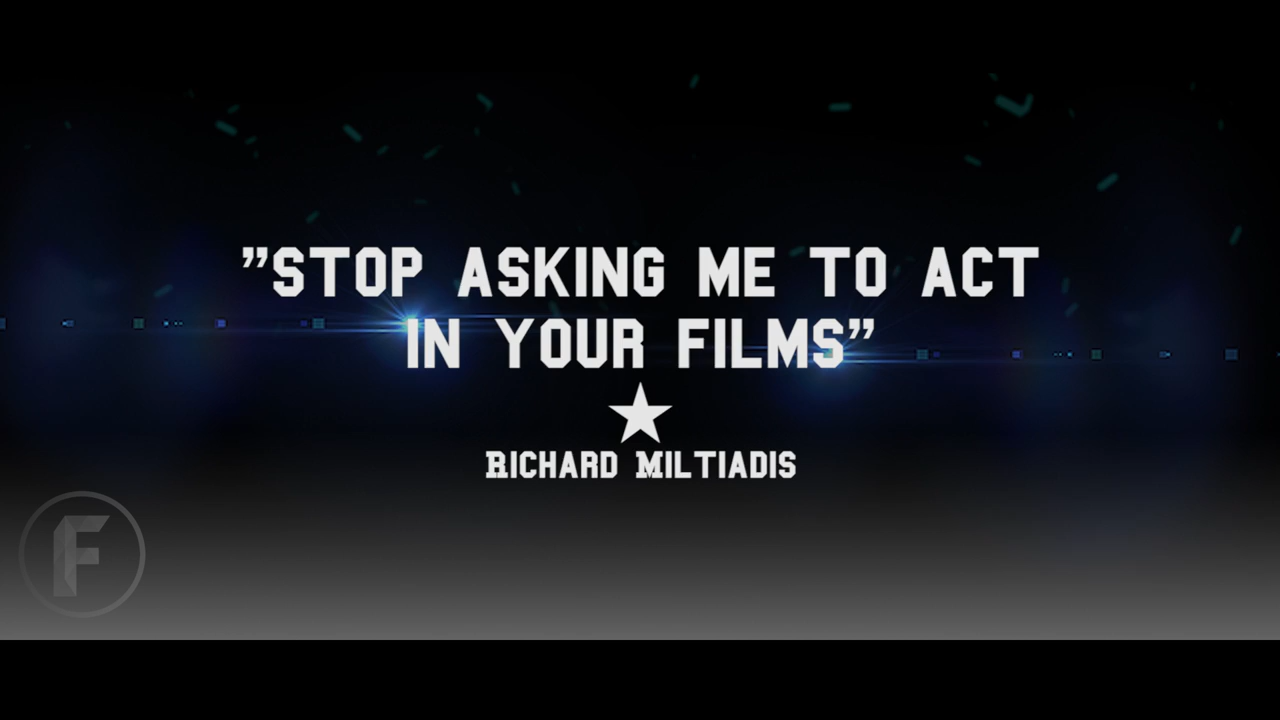 ”STOP ASKING ME TO ACT
IN YOUR FILMS”
RICHARD MILTIADIS
F